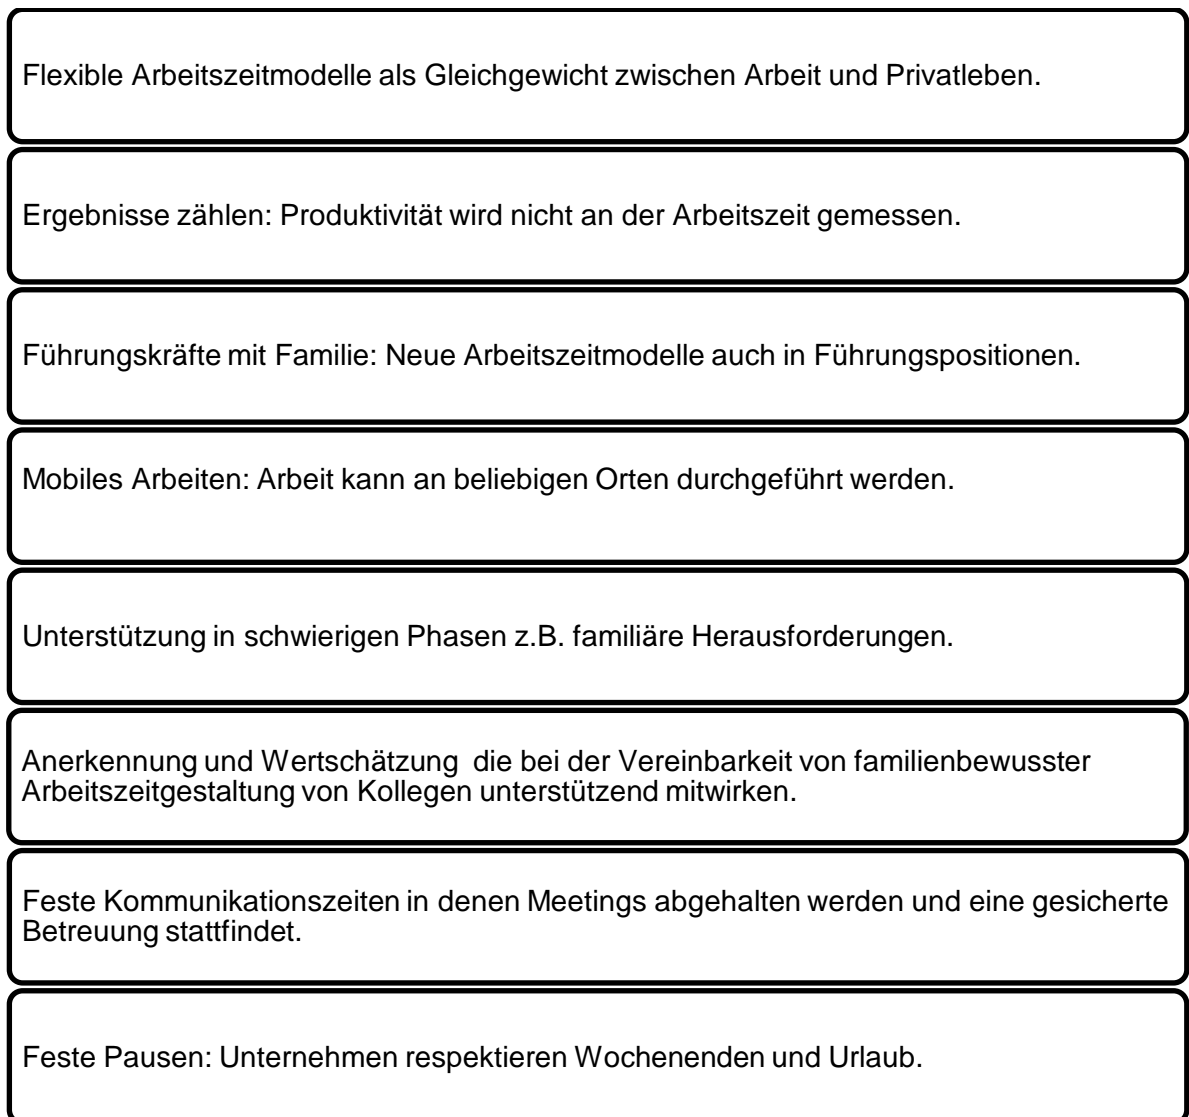 Flexible Arbeitszeitmodelle als Gleichgewicht zwischen Arbeit und Privatleben.
Ergebnisse zählen: Produktivität wird nicht an der Arbeitszeit gemessen.
Führungskräfte mit Familie: Neue Arbeitszeitmodelle auch in Führungspositionen.
Mobiles Arbeiten: Arbeit kann an beliebigen Orten durchgeführt werden.
Unterstützung in schwierigen Phasen z.B. familiäre Herausforderungen.
Anerkennung und Wertschätzung  die bei der Vereinbarkeit von familienbewusster
Arbeitszeitgestaltung von Kollegen unterstützend mitwirken.
Feste Kommunikationszeiten in denen Meetings abgehalten werden und eine gesicherte
Betreuung stattfindet.
Feste Pausen: Unternehmen respektieren Wochenenden und Urlaub.